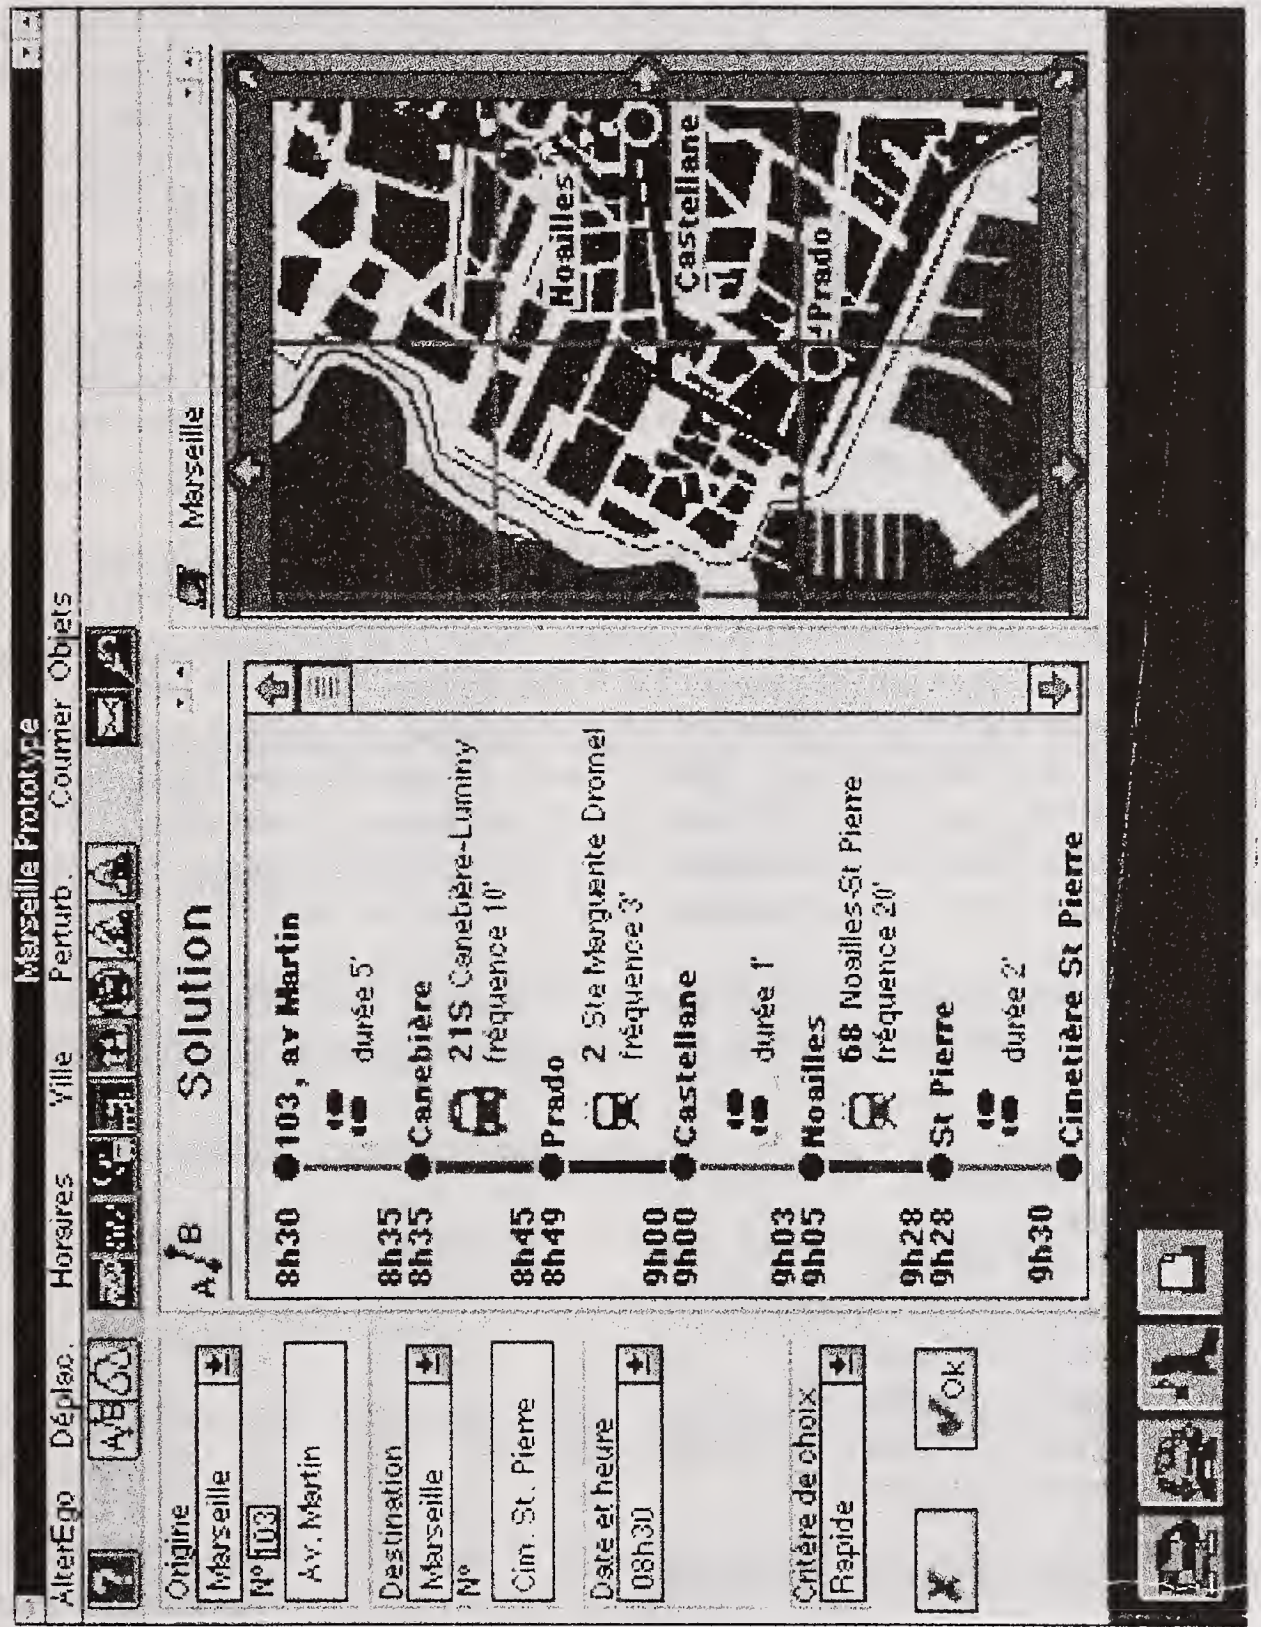 Marseille Prototype
AlterEgo Déplac. Horaires Ville Perturb. Courrier Objets
? A/B
Origine
Marseille
N° 103
Av. Martin
Destination
Marseille
N°
Cim. St. Pierre
Date et heure
08h30
Critère de choix
Rapide
Ok
A/B Solution
8h30 103, av Martin
durée 5'
8h35
8h35 Canebière
21S Canebière-Luminy
fréquence 10'
8h45
8h49 Prado
2 Ste Marguerite Dromel
fréquence 3'
9h00
9h00 Castellane
durée 1'
9h03
9h05 Noailles
68 Noailles-St Pierre
fréquence 20'
9h28
9h28 St Pierre
durée 2'
9h30 Cimetière St Pierre
Marseille
Noailles
Castellane
Prado